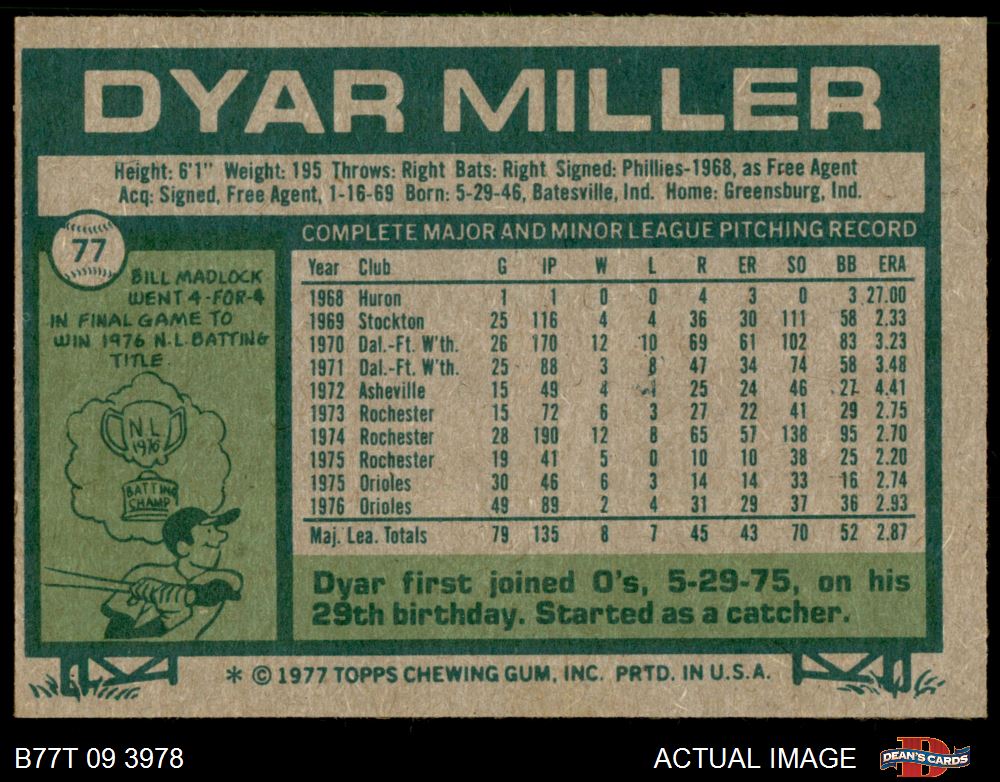 DYAR MILLER
Height: 6'1" Weight: 195 Throws: Right Bats: Right Signed: Phillies-1968, as Free Agent
Acq: Signed, Free Agent, 1-16-69 Born: 5-29-46, Batesville, Ind. Home: Greensburg, Ind.
77
BILL MADLOCK
WENT 4-FOR-4
IN FINAL GAME TO
WIN 1976 N.L. BATTING
TITLE.
N L
1976
BATTING
CHAMP
COMPLETE MAJOR AND MINOR LEAGUE PITCHING RECORD
Year Club G IP W L R ER SO BB ERA
1968 Huron 1 1 0 0 4 3 0 3 27.00
1969 Stockton 25 116 4 4 36 30 111 58 2.33
1970 Dal.-Ft. W'th. 26 170 12 10 69 61 102 83 3.23
1971 Dal.-Ft. W'th. 25 88 3 8 47 34 74 58 3.48
1972 Asheville 15 49 4 25 24 46 27 4.41
1973 Rochester 15 72 6 3 27 22 41 29 2.75
1974 Rochester 28 190 12 8 65 57 138 95 2.70
1975 Rochester 19 41 5 0 10 10 38 25 2.20
1975 Orioles 30 46 6 3 14 14 33 16 2.74
1976 Orioles 49 89 2 4 31 29 37 36 2.93
Maj. Lea. Totals 79 135 8 7 45 43 70 52 2.87
Dyar first joined O's, 5-29-75, on his
29th birthday. Started as a catcher.
* © 1977 TOPPS CHEWING GUM, INC. PRTD. IN U.S.A.
B77T 09 3978
ACTUAL IMAGE
DEAN'S CARDS